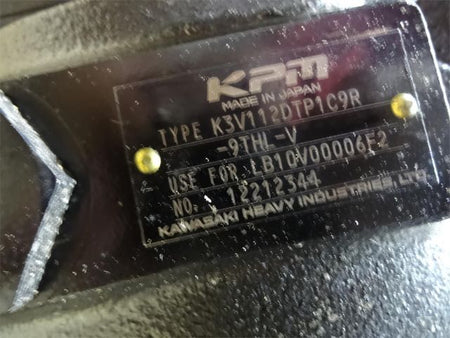 KPM
MADE IN JAPAN
TYPE K3V112DTP1C9R
-9THL-V
USE FOR LB10V00006F2
NO. 12212344
KAWASAKI HEAVY INDUSTRIES, LTD